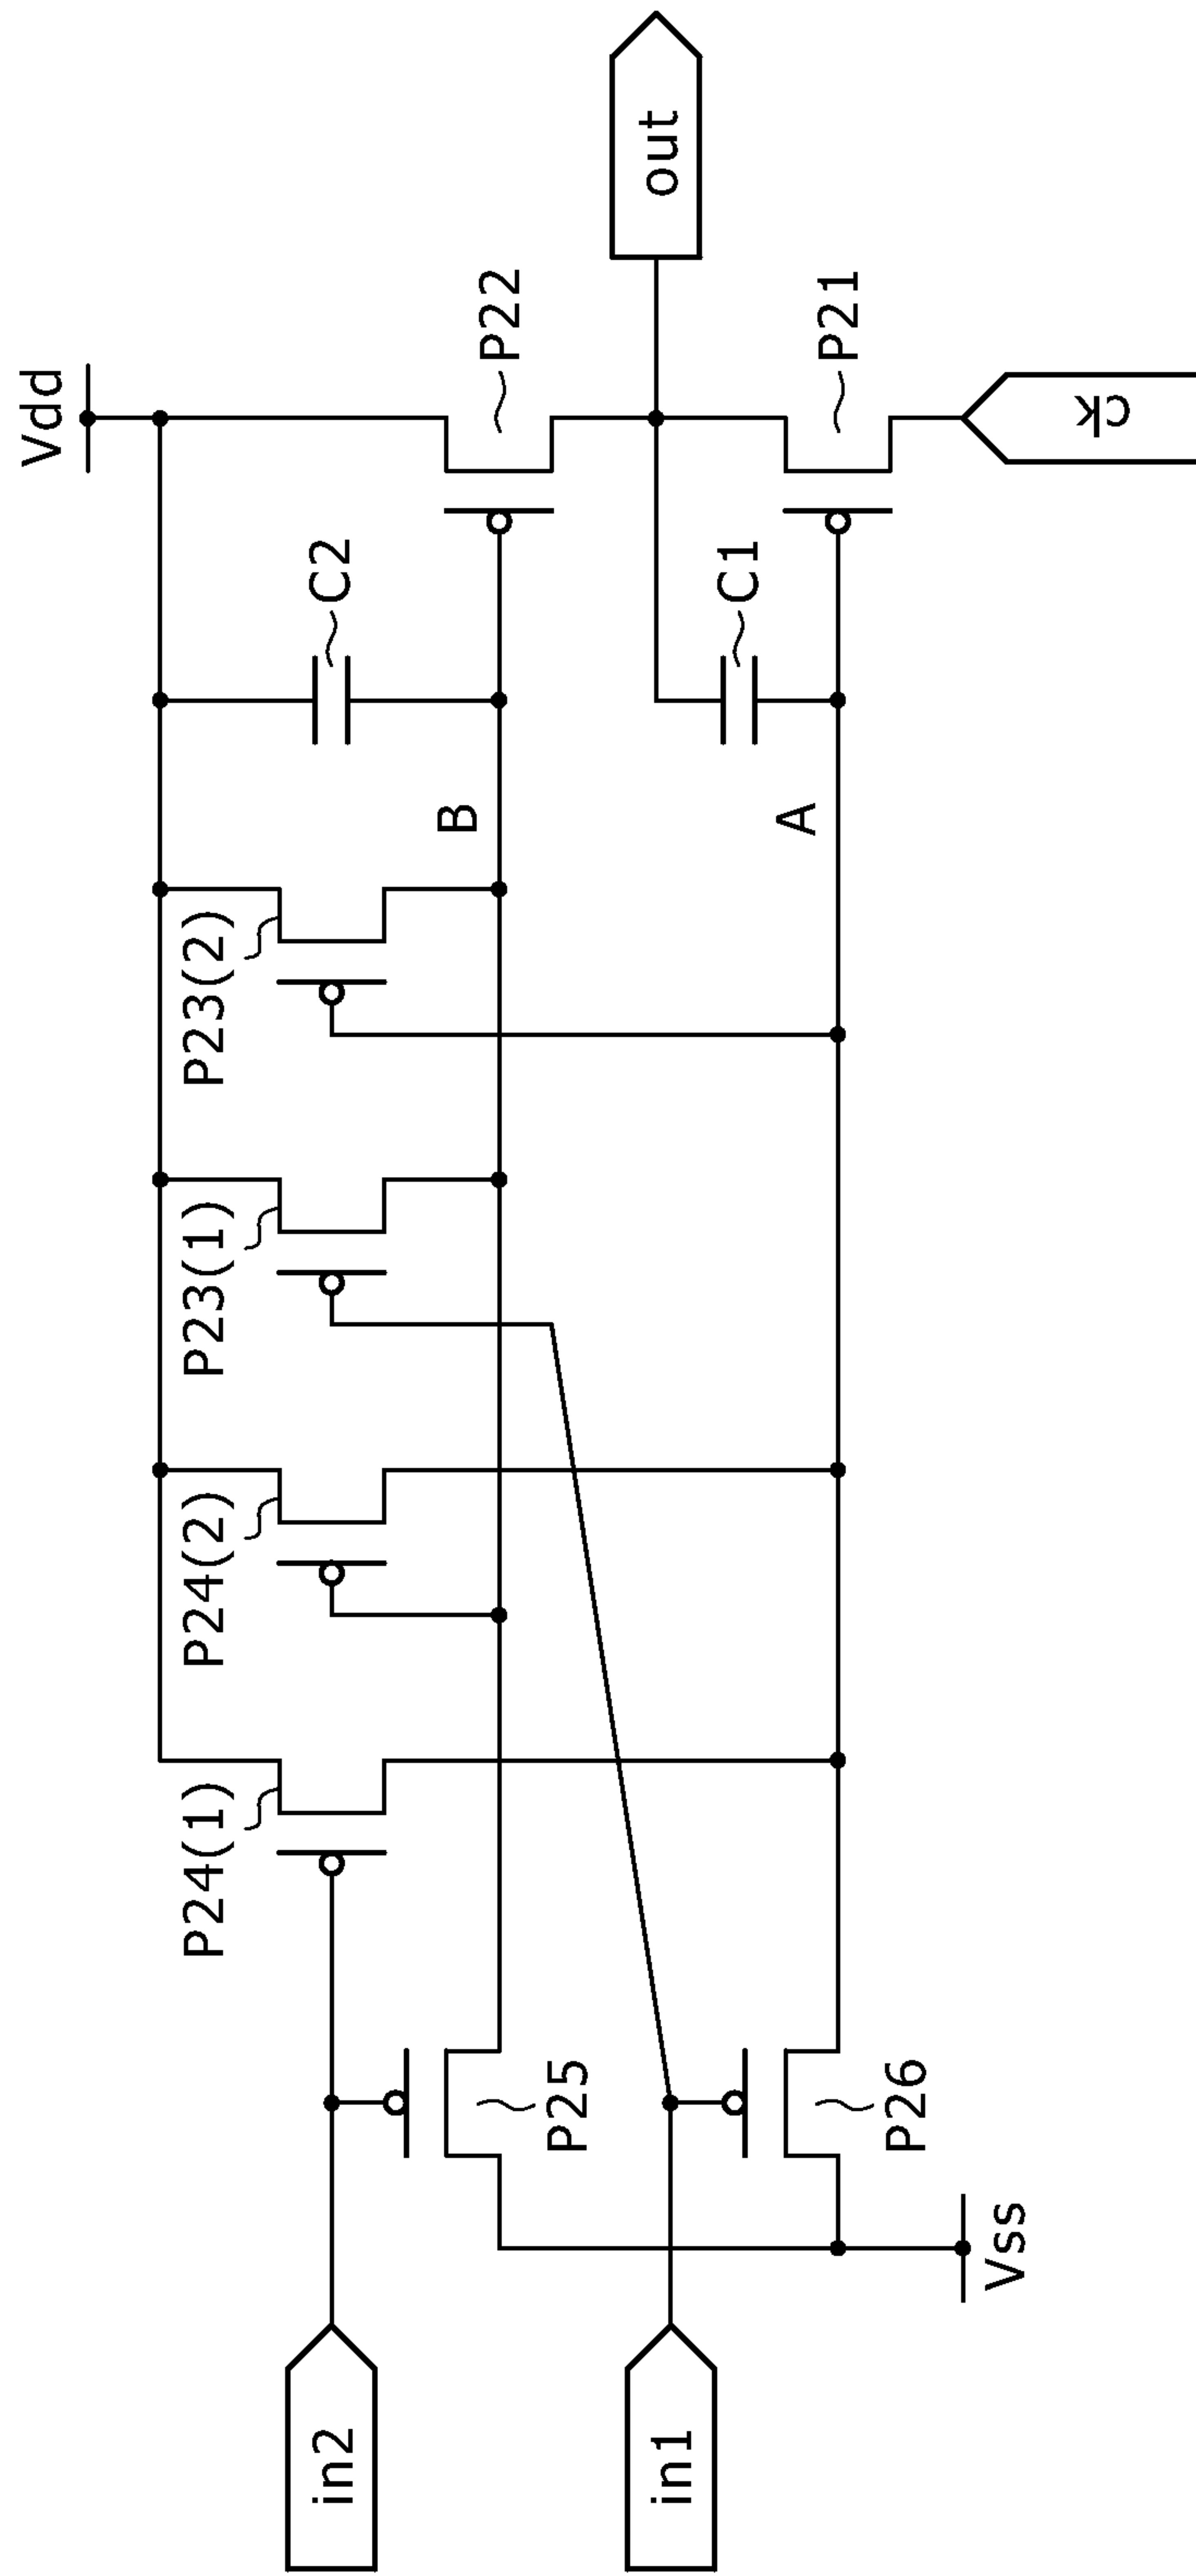 Vdd
P24(1)
P24(2)
P23(1)
P23(2)
C2
in2
B
P22
P25
out
in1
A
C1
P21
P26
Vss
ck